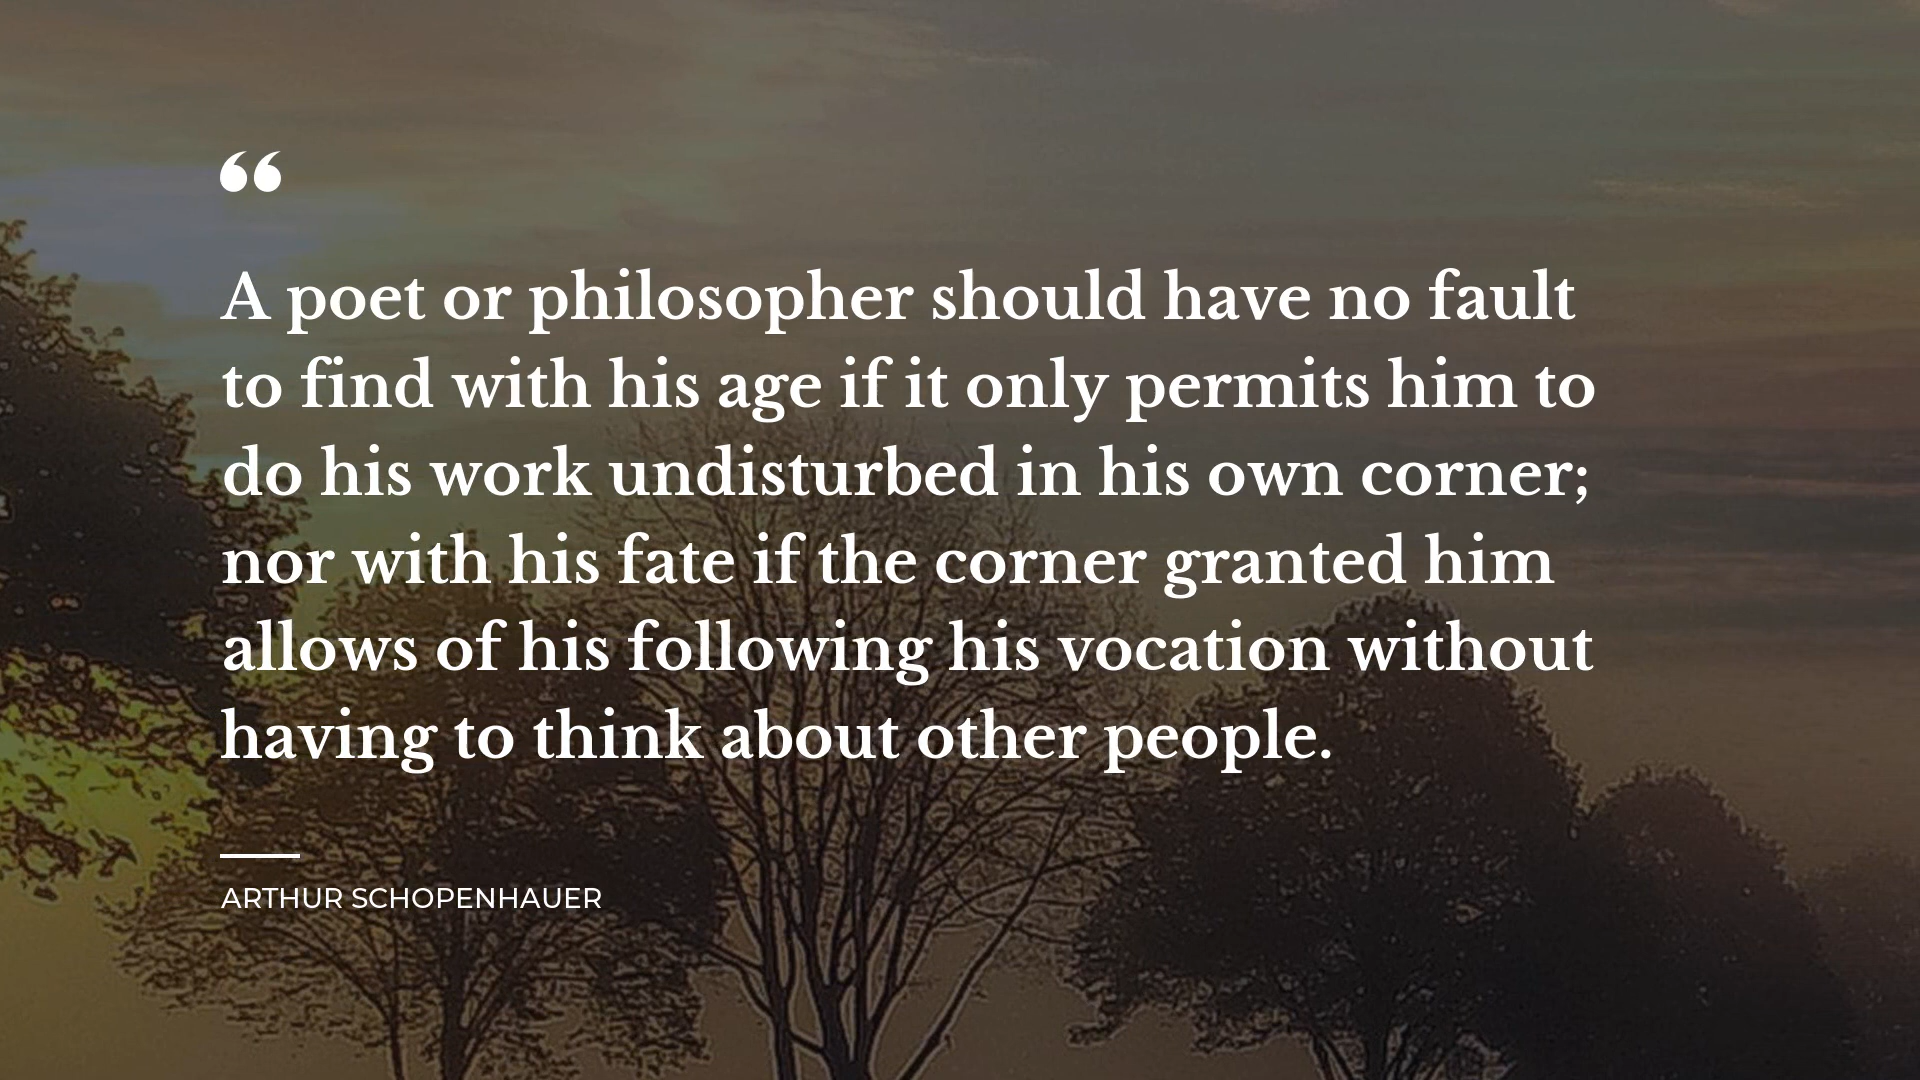 “
A poet or philosopher should have no fault
to find with his age if it only permits him to
do his work undisturbed in his own corner;
nor with his fate if the corner granted him
allows of his following his vocation without
having to think about other people.
ARTHUR SCHOPENHAUER